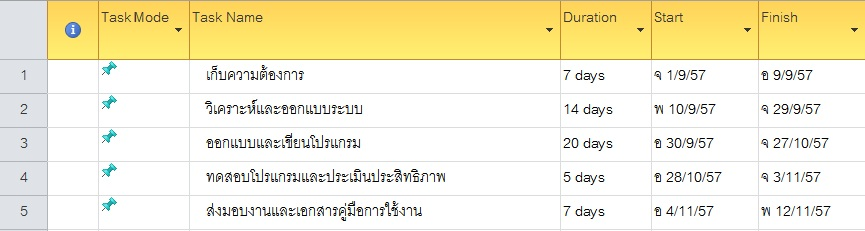 Task Mode Task Name Duration Start Finish
1 เก็บความต้องการ 7 days จ 1/9/57 อ 9/9/57
2 วิเคราะห์และออกแบบระบบ 14 days พ 10/9/57 จ 29/9/57
3 ออกแบบและเขียนโปรแกรม 20 days อ 30/9/57 จ 27/10/57
4 ทดสอบโปรแกรมและประเมินประสิทธิภาพ 5 days อ 28/10/57 จ 3/11/57
5 ส่งมอบงานและเอกสารคู่มือการใช้งาน 7 days อ 4/11/57 พ 12/11/57